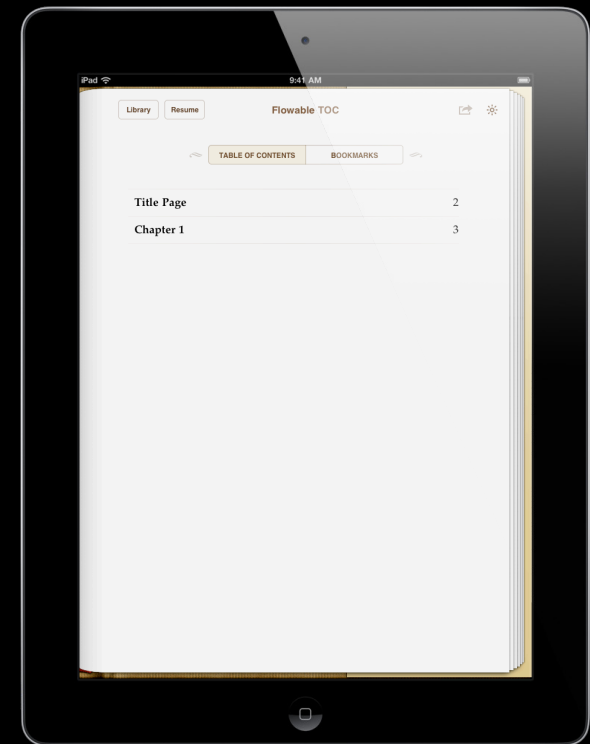 iPad 9:41 AM
Library Resume Flowable TOC
TABLE OF CONTENTS BOOKMARKS
Title Page 2
Chapter 1 3